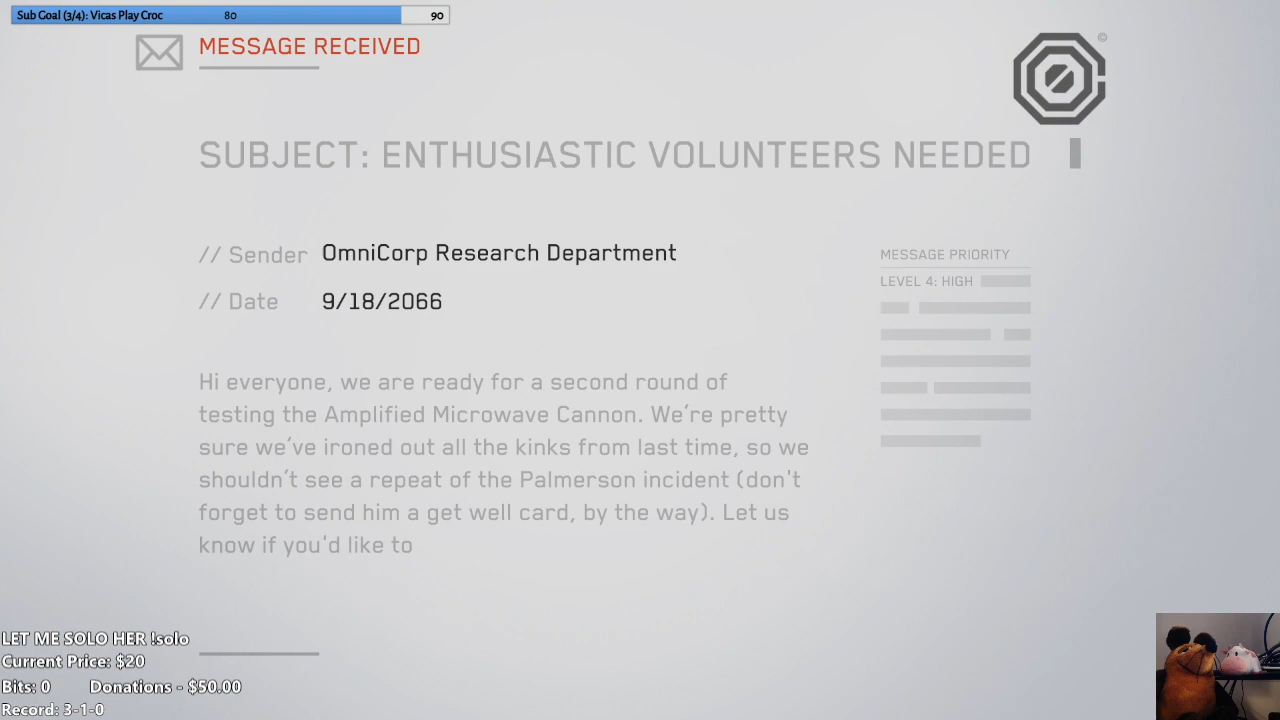 Sub Goal (3/4): Vicas Play Croc 80 90
MESSAGE RECEIVED
©
SUBJECT: ENTHUSIASTIC VOLUNTEERS NEEDED
// Sender OmniCorp Research Department
// Date 9/18/2066
MESSAGE PRIORITY
LEVEL 4: HIGH
Hi everyone, we are ready for a second round of
testing the Amplified Microwave Cannon. We’re pretty
sure we’ve ironed out all the kinks from last time, so we
shouldn’t see a repeat of the Palmerson incident (don't
forget to send him a get well card, by the way). Let us
know if you'd like to
LET ME SOLO HER !solo
Current Price: $20
Bits: 0 Donations - $50.00
Record: 3-1-0